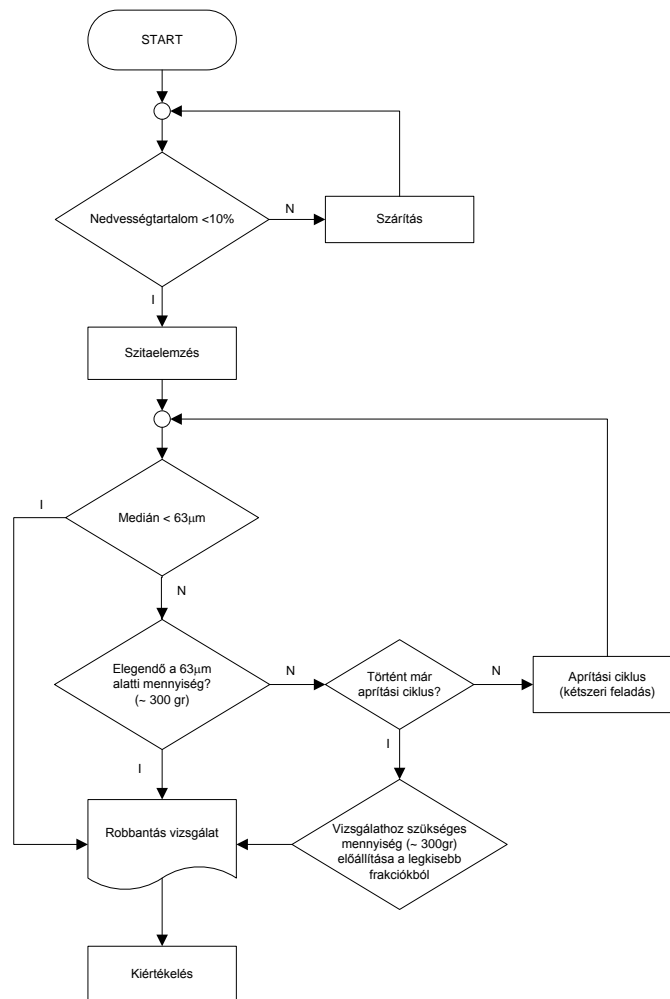 START
Nedvességtartalom <10%
N
Szárítás
I
Szitaelemzés
I
Medián < 63μm
N
Elegendő a 63μm
alatti mennyiség?
(~ 300 gr)
N
Történt már
aprítási ciklus?
N
Aprítási ciklus
(kétszeri feladás)
I
I
Robbantás vizsgálat
Vizsgálathoz szükséges
mennyiség (~ 300gr)
előállítása a legkisebb
frakciókból
Kiértékelés